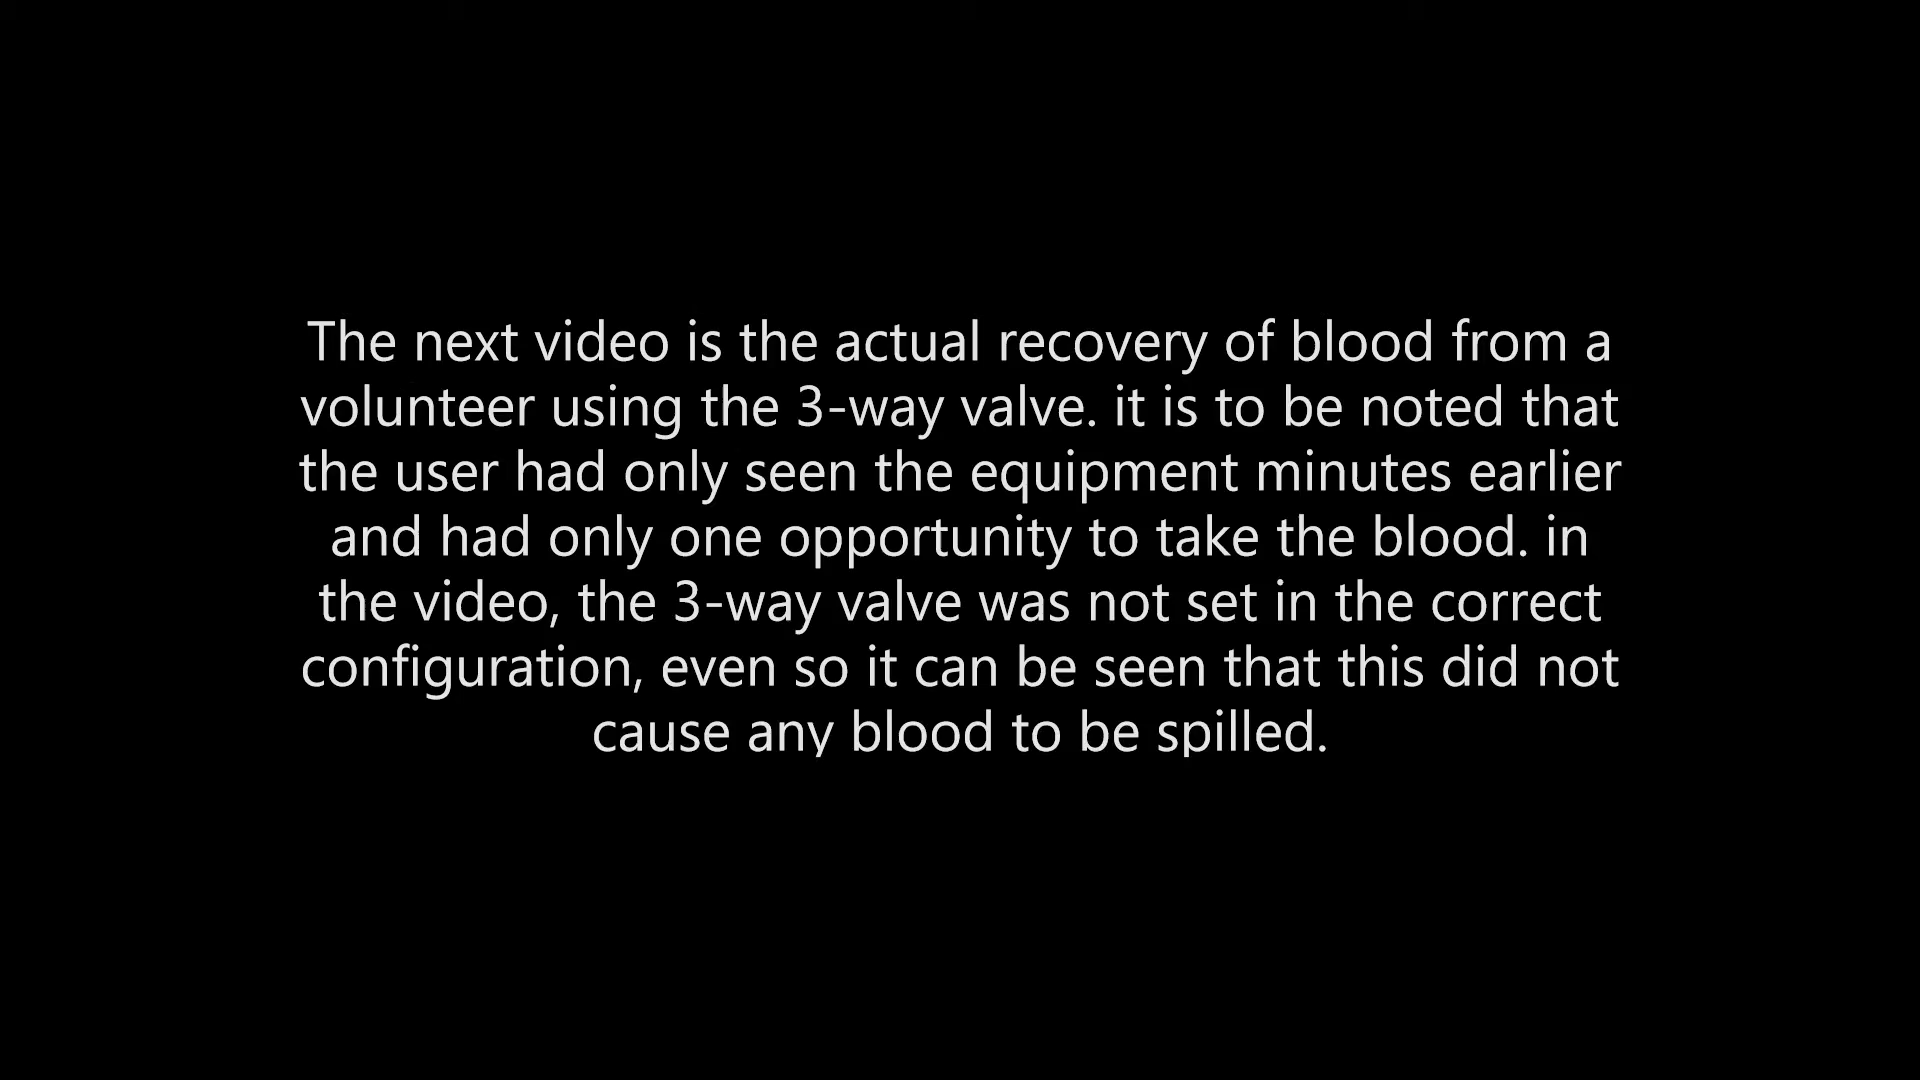 The next video is the actual recovery of blood from a
volunteer using the 3-way valve. it is to be noted that
the user had only seen the equipment minutes earlier
and had only one opportunity to take the blood. in
the video, the 3-way valve was not set in the correct
configuration, even so it can be seen that this did not
cause any blood to be spilled.